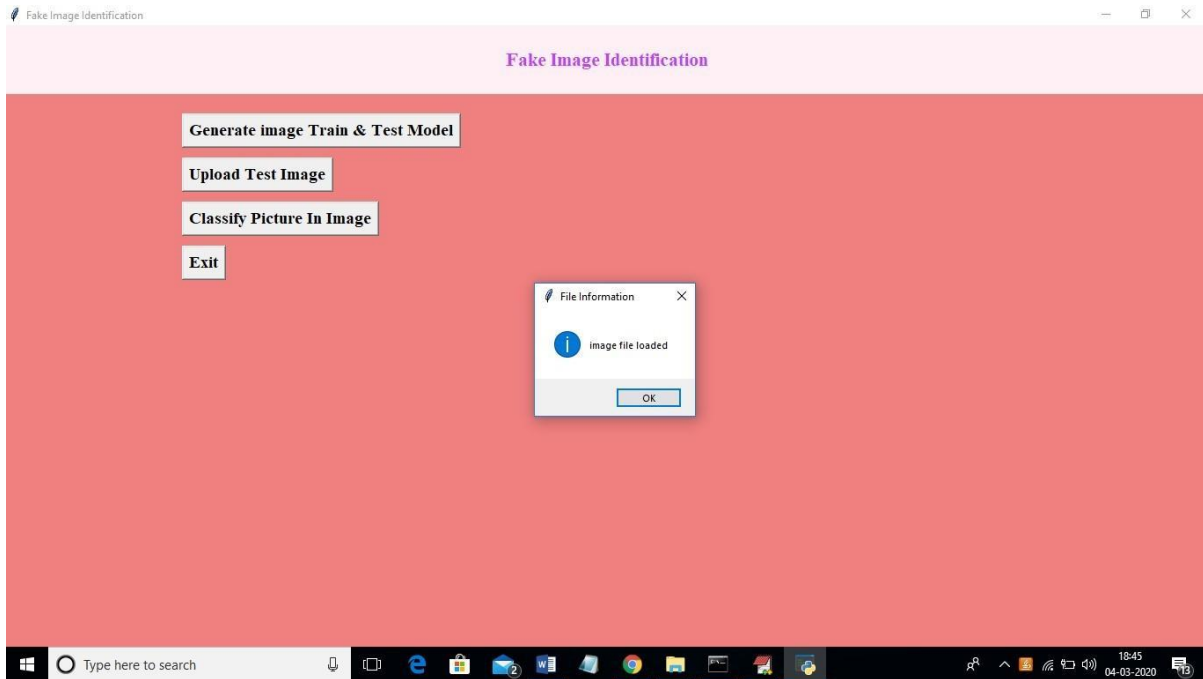 Fake Image Identification
Fake Image Identification
Generate image Train & Test Model
Upload Test Image
Classify Picture In Image
Exit
File Information
image file loaded
OK
Type here to search
2
18:45
04-03-2020
13